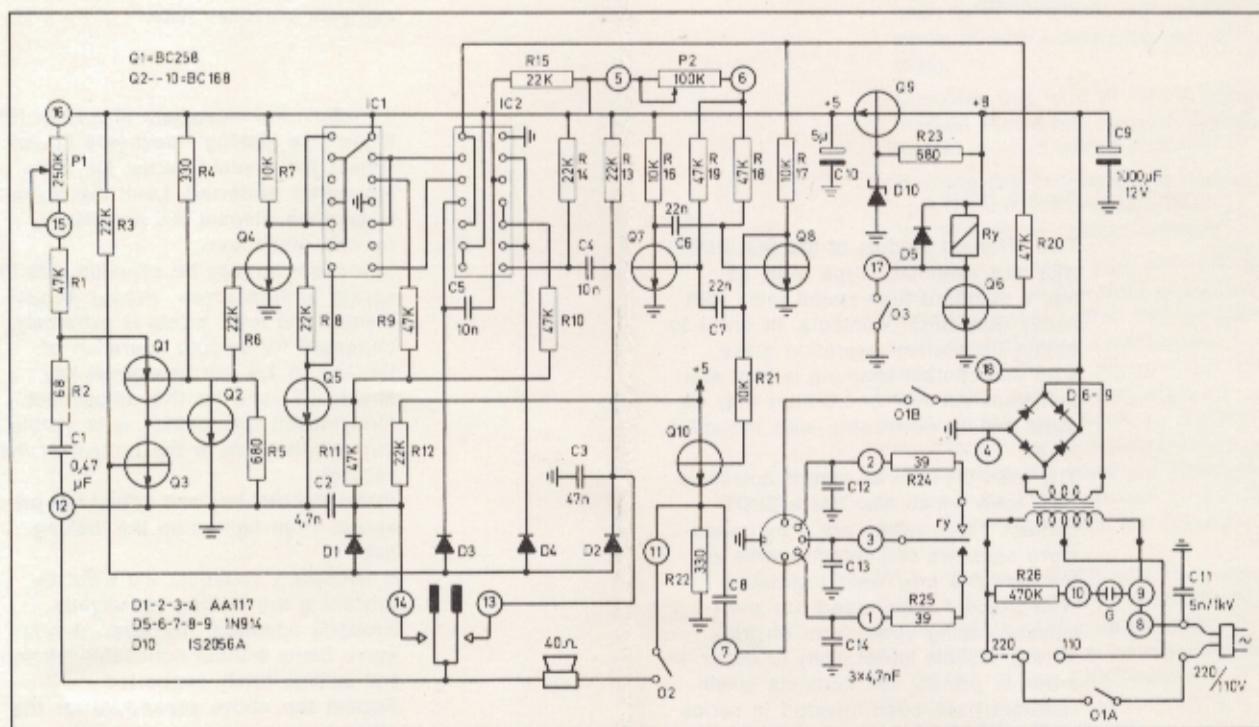 Q1=BC258
Q2--10=BC168
16
P1
250K
R3
22K
15
R1
47K
R2
68
C1
0,47
µF
12
R4
330
R7
10K
Q4
R6
22K
Q1
Q2
Q3
R5
680
IC1
R8
22K
Q5
R9
47K
R11
47K
C2
4,7n
R12
22K
D1
D3
D4
D2
14
13
IC2
R15
22K
5
P2
100K
6
C5
10n
R10
47K
C4
10n
R14
22K
R13
22K
R16
10K
R19
47K
R18
47K
R17
10K
Q7
22n
C6
Q8
22n
C7
+5
5µ
C10
Q9
+8
R23
680
D10
D5
17
O3
Ry
Q6
R20
47K
C9
1000µF
12V
+5
R21
10K
Q10
C3
47n
11
R22
330
C8
7
O2
40Ω
O1B
18
D6-9
4
2
39
R24
C12
3
ry
C13
1
39
R25
C14
3×4,7nF
R26
470K
10
G
9
8
220
110
C11
5n/1kV
220/
110V
O1A
D1-2-3-4 AA117
D5-6-7-8-9 1N914
D10 1S2056A